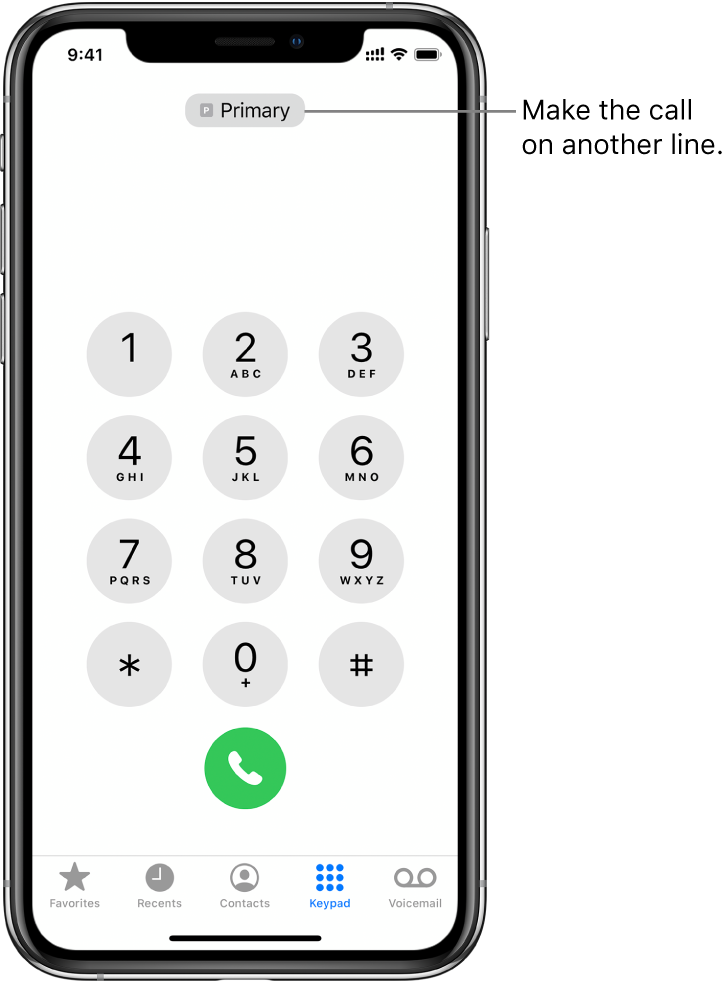 9:41
P Primary
Make the call
on another line.
1
2
ABC
3
DEF
4
GHI
5
JKL
6
MNO
7
PQRS
8
TUV
9
WXYZ
*
0
+
#
Favorites
Recents
Contacts
Keypad
Voicemail